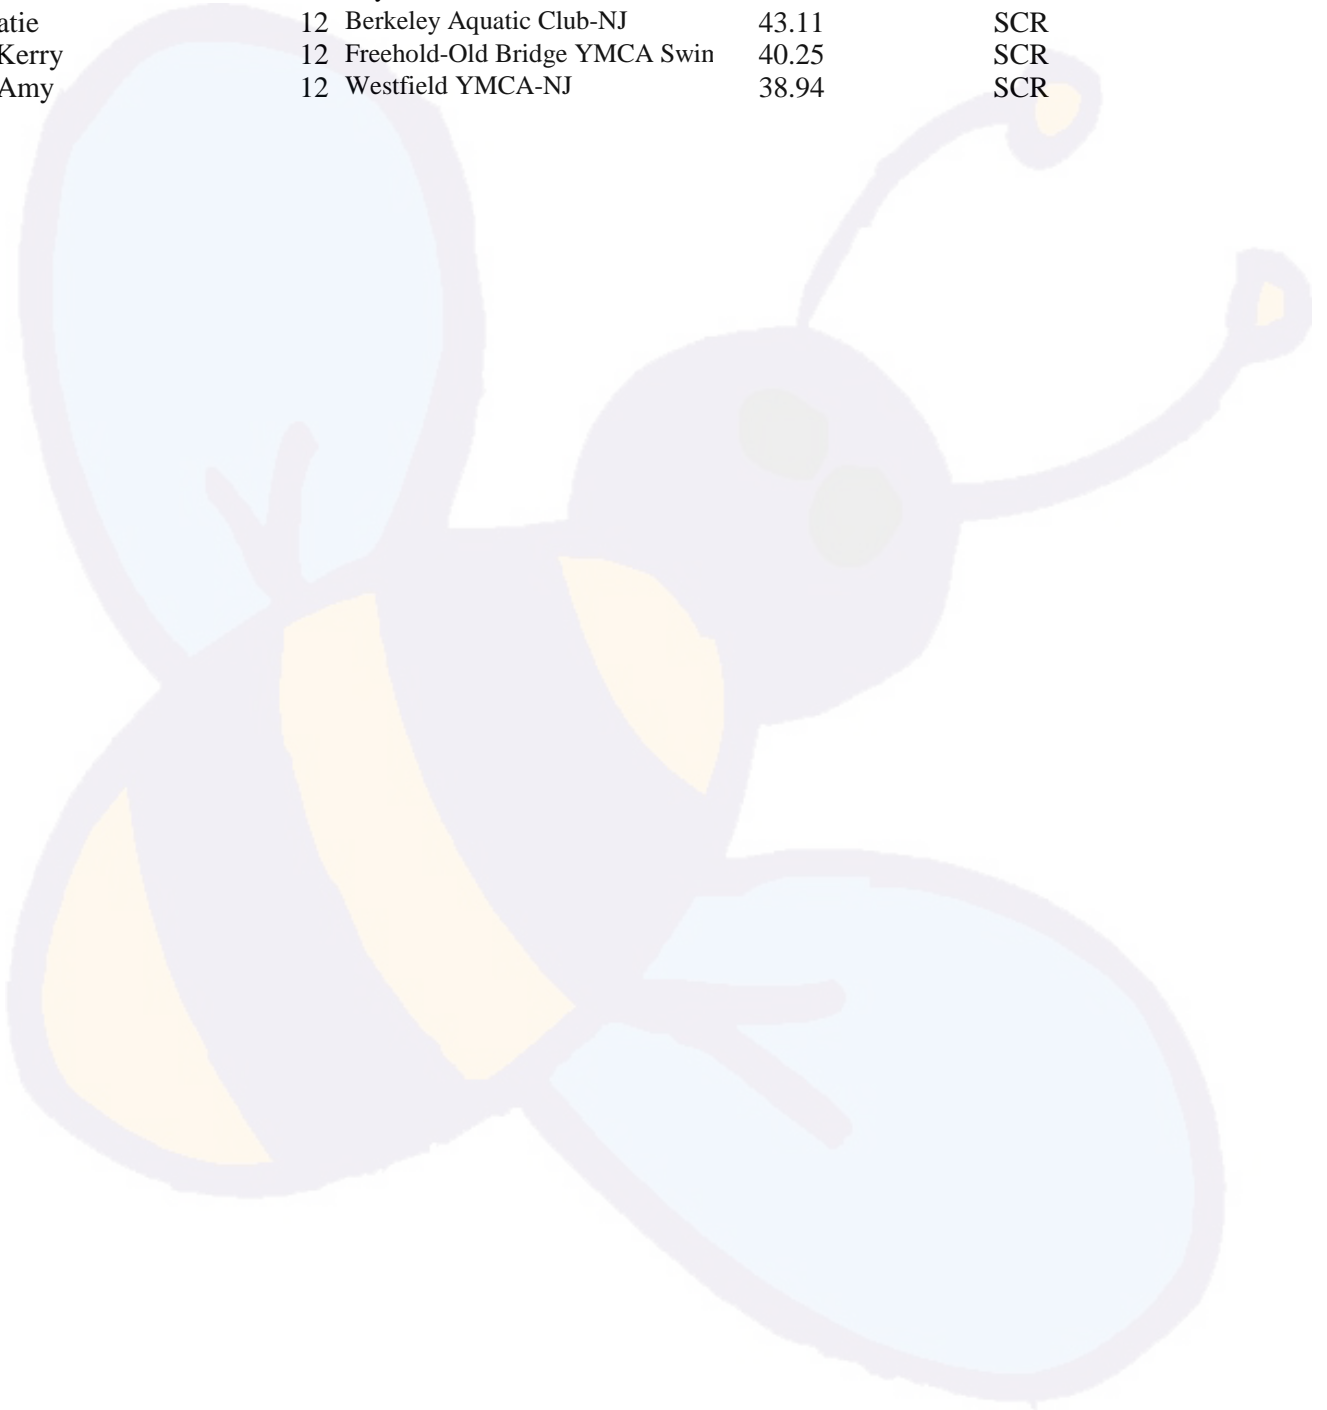 atie 12 Berkeley Aquatic Club-NJ 43.11 SCR
Kerry 12 Freehold-Old Bridge YMCA Swin 40.25 SCR
Amy 12 Westfield YMCA-NJ 38.94 SCR